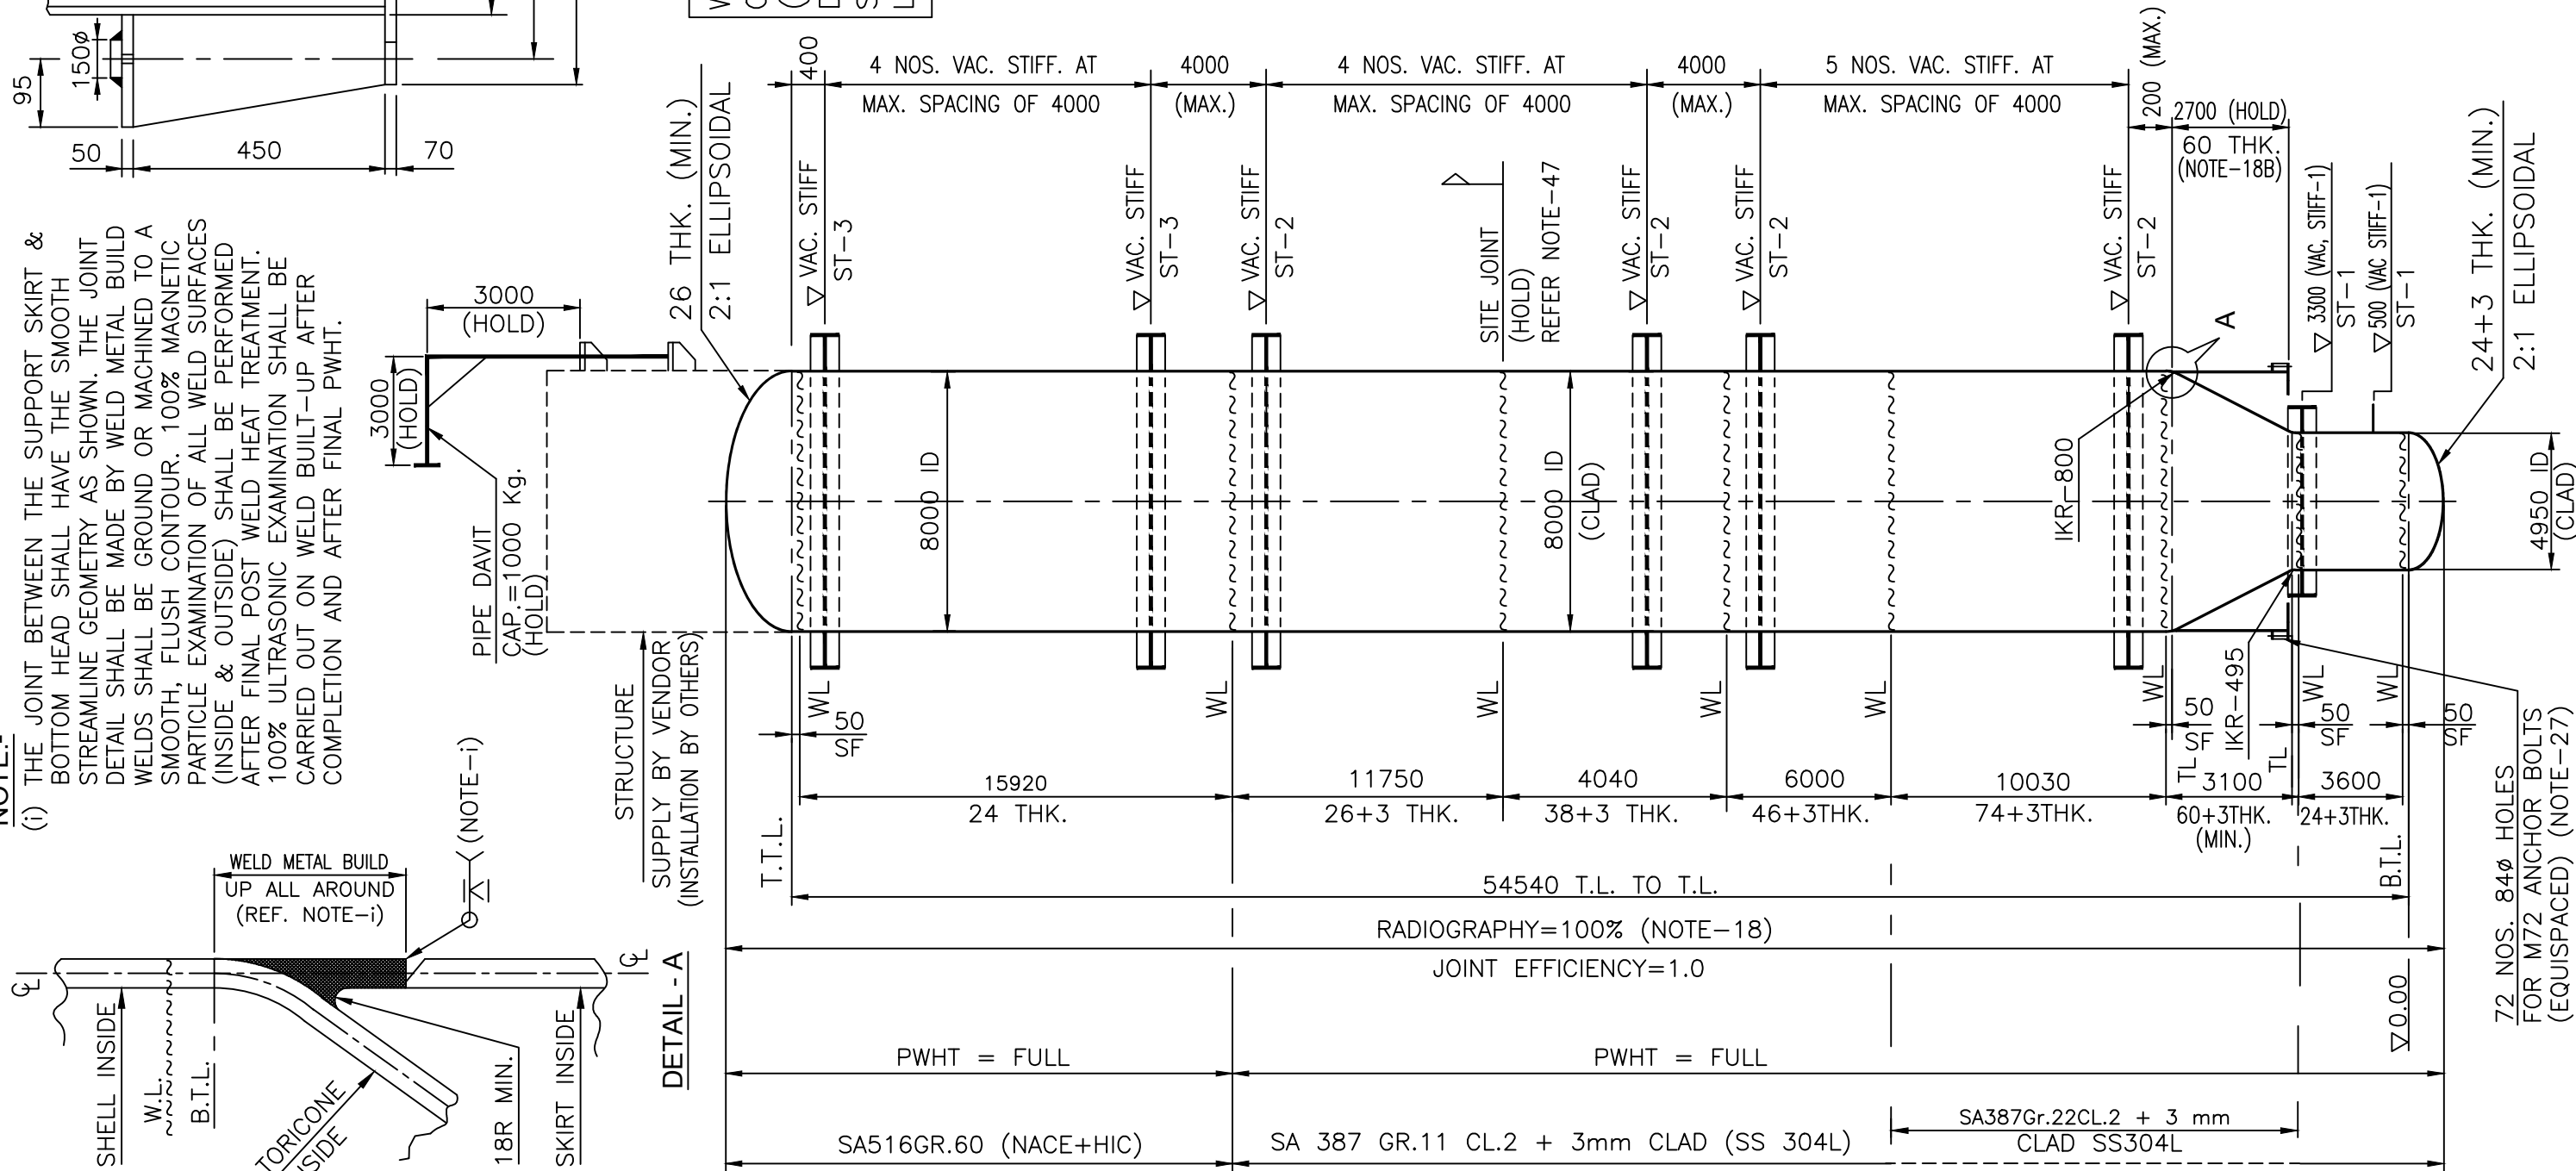 150ø
95
50
450
70
NOTE:-
(i) THE JOINT BETWEEN THE SUPPORT SKIRT &
BOTTOM HEAD SHALL HAVE THE SMOOTH
STREAMLINE GEOMETRY AS SHOWN. THE JOINT
DETAIL SHALL BE MADE BY WELD METAL BUILD
WELDS SHALL BE GROUND OR MACHINED TO A
SMOOTH, FLUSH CONTOUR. 100% MAGNETIC
PARTICLE EXAMINATION OF ALL WELD SURFACES
(INSIDE & OUTSIDE) SHALL BE PERFORMED
AFTER FINAL POST WELD HEAT TREATMENT.
100% ULTRASONIC EXAMINATION SHALL BE
CARRIED OUT ON WELD BUILT-UP AFTER
COMPLETION AND AFTER FINAL PWHT.
3000
(HOLD)
3000
(HOLD)
PIPE DAVIT
CAP.=1000 Kg.
(HOLD)
STRUCTURE
SUPPLY BY VENDOR
(INSTALLATION BY OTHERS)
26 THK. (MIN.)
2:1 ELLIPSOIDAL
400
4 NOS. VAC. STIFF. AT
MAX. SPACING OF 4000
4000
(MAX.)
4 NOS. VAC. STIFF. AT
MAX. SPACING OF 4000
4000
(MAX.)
5 NOS. VAC. STIFF. AT
MAX. SPACING OF 4000
200 (MAX.)
2700 (HOLD)
60 THK.
(NOTE-18B)
VAC. STIFF
ST-3
VAC. STIFF
ST-3
VAC. STIFF
ST-2
SITE JOINT
(HOLD)
REFER NOTE-47
VAC. STIFF
ST-2
VAC. STIFF
ST-2
VAC. STIFF
ST-2
A
3300 (VAC, STIFF-1)
ST-1
500 (VAC STIFF-1)
ST-1
24+3 THK. (MIN.)
2:1 ELLIPSOIDAL
8000 ID
8000 ID
(CLAD)
IKR-800
4950 ID
(CLAD)
WL
50
SF
WL
WL
WL
WL
WL
50
SF
TL
IKR-495
TL
WL
50
SF
WL
50
SF
15920
24 THK.
11750
26+3 THK.
4040
38+3 THK.
6000
46+3THK.
10030
74+3THK.
3100
60+3THK.
(MIN.)
3600
24+3THK.
T.T.L.
B.T.L.
54540 T.L. TO T.L.
RADIOGRAPHY=100% (NOTE-18)
JOINT EFFICIENCY=1.0
0.00
72 NOS. 84ø HOLES
FOR M72 ANCHOR BOLTS
(EQUISPACED) (NOTE-27)
PWHT = FULL
PWHT = FULL
SA516GR.60 (NACE+HIC)
SA 387 GR.11 CL.2 + 3mm CLAD (SS 304L)
SA387Gr.22CL.2 + 3 mm
CLAD SS304L
WELD METAL BUILD
UP ALL AROUND
(REF. NOTE-i)
(NOTE-i)
CL
CL
SHELL INSIDE
W.L.
B.T.L.
TORICONE
18R MIN.
SKIRT INSIDE
DETAIL-A